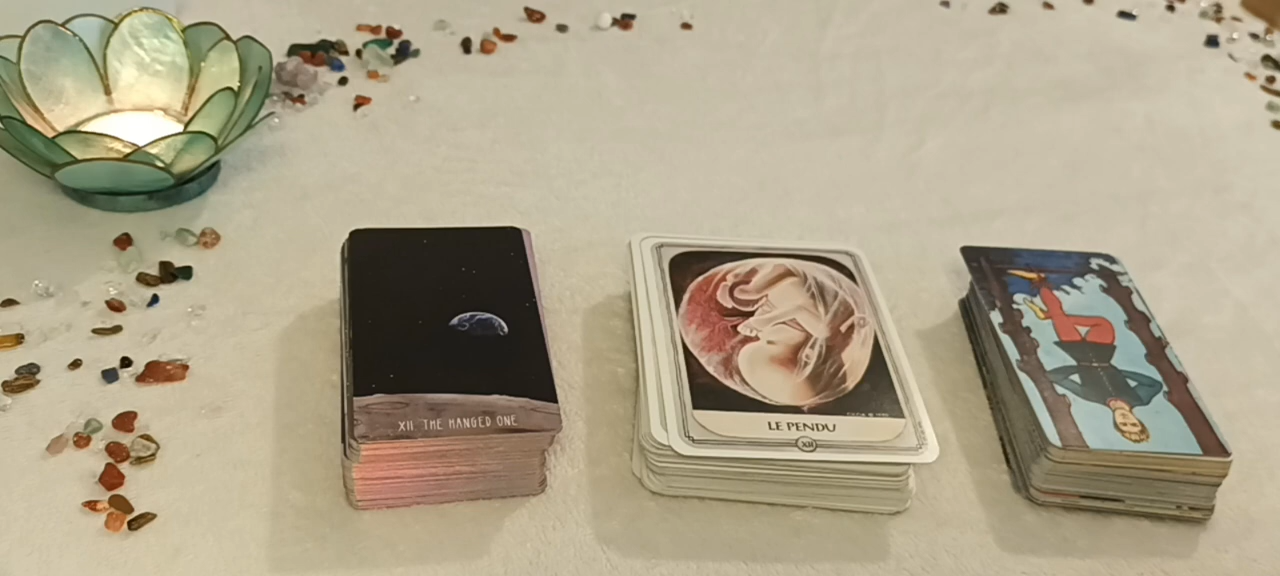 XII THE HANGED ONE
LE PENDU
XII